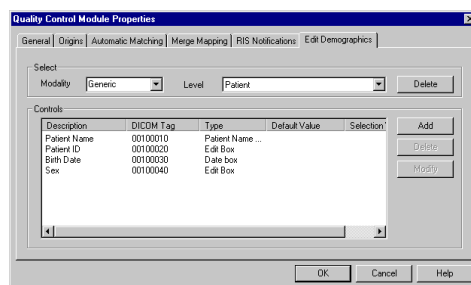 Quality Control Module Properties
General Origins Automatic Matching Merge Mapping RIS Notifications Edit Demographics
Select
Modality Generic Level Patient Delete
Controls
Description DICOM Tag Type Default Value Selection
Patient Name 00100010 Patient Name ...
Patient ID 00100020 Edit Box
Birth Date 00100030 Date box
Sex 00100040 Edit Box
Add
Delete
Modify
OK Cancel Help